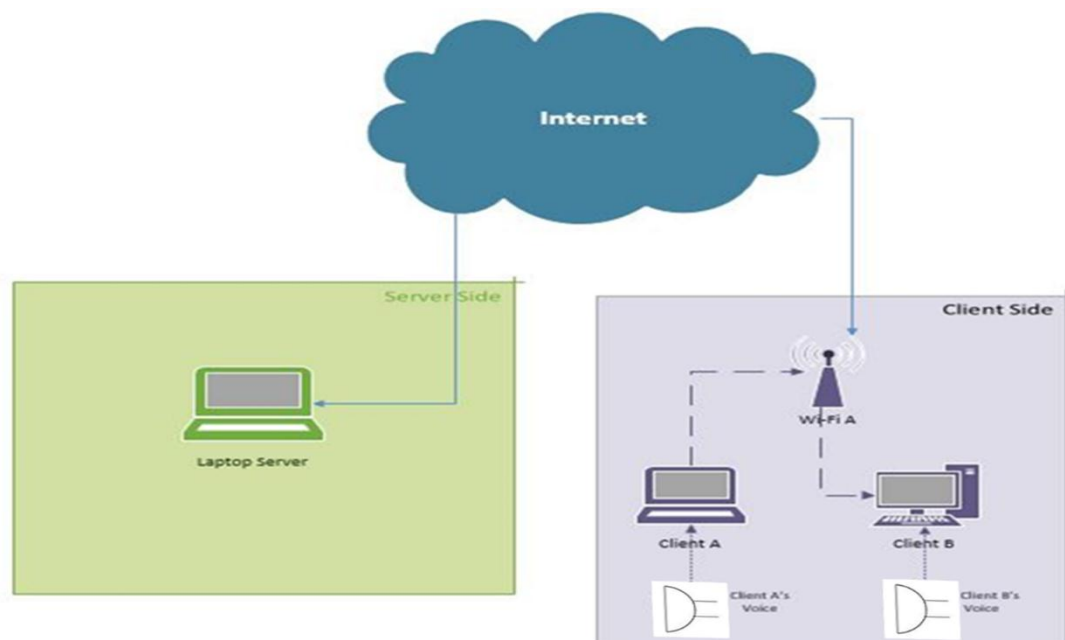 Internet
Server Side
Client Side
Wi-Fi A
Laptop Server
Client A
Client B
Client A's
Voice
Client B's
Voice